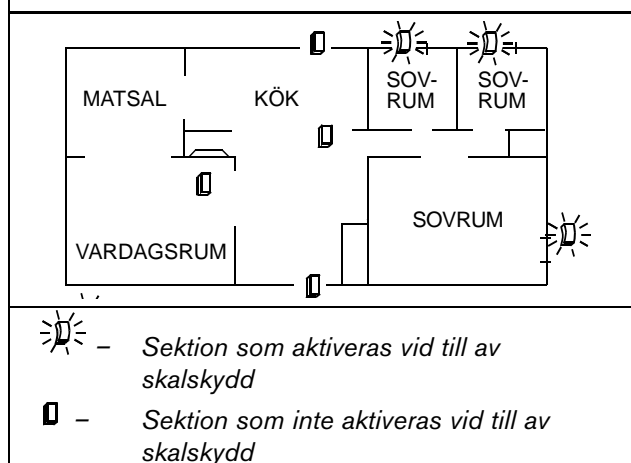 SOV-
RUM
SOV-
RUM
MATSAL
KÖK
SOVRUM
VARDAGSRUM
– Sektion som aktiveras vid till av
skalskydd
– Sektion som inte aktiveras vid till av
skalskydd